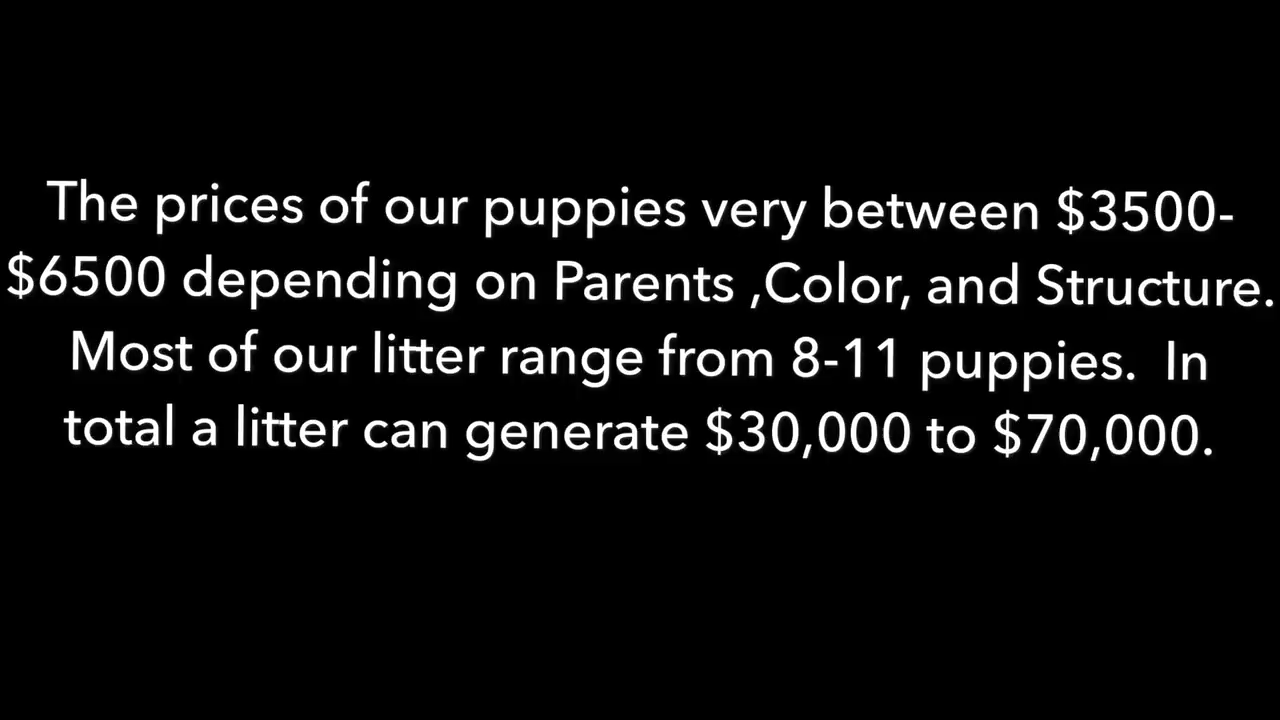 The prices of our puppies very between $3500-
$6500 depending on Parents ,Color, and Structure.
Most of our litter range from 8-11 puppies.  In
total a litter can generate $30,000 to $70,000.